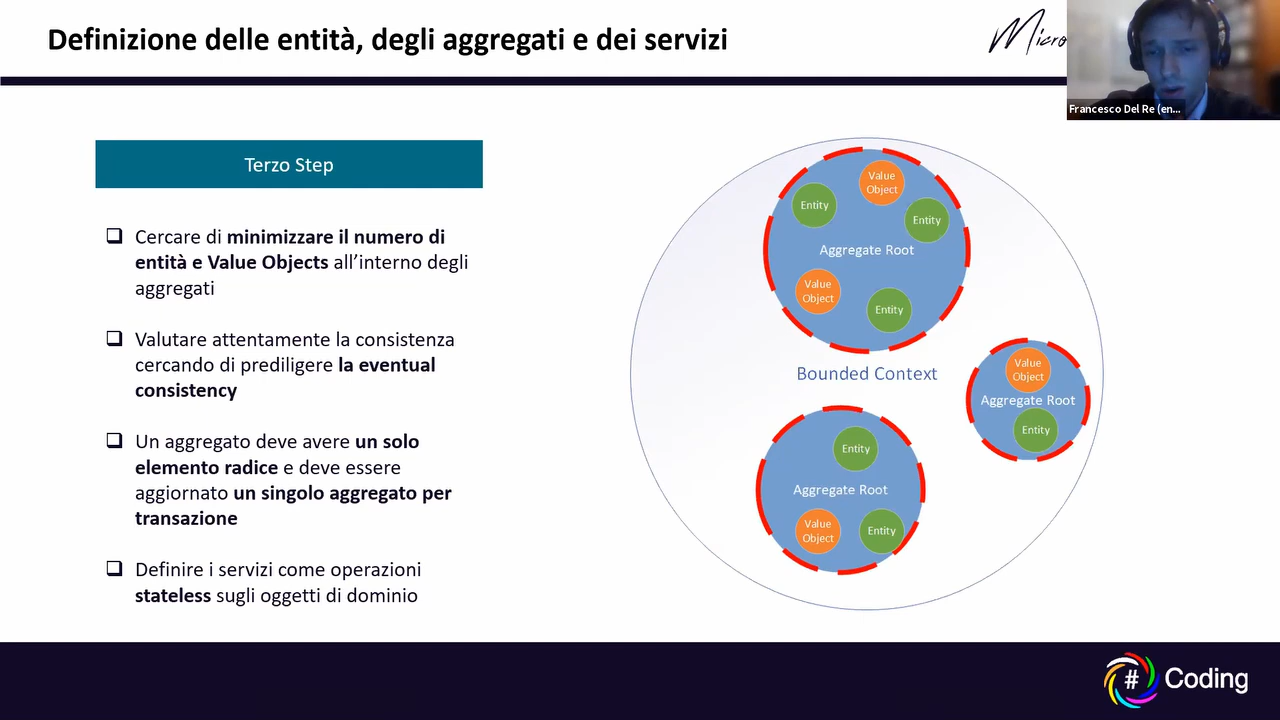 Definizione delle entità, degli aggregati e dei servizi
Micro
Francesco Del Re (en...
Terzo Step
Cercare di minimizzare il numero di
entità e Value Objects all’interno degli
aggregati
Valutare attentamente la consistenza
cercando di prediligere la eventual
consistency
Un aggregato deve avere un solo
elemento radice e deve essere
aggiornato un singolo aggregato per
transazione
Definire i servizi come operazioni
stateless sugli oggetti di dominio
Value
Object
Entity
Entity
Aggregate Root
Value
Object
Entity
Bounded Context
Value
Object
Aggregate Root
Entity
Entity
Aggregate Root
Value
Object
Entity
# Coding